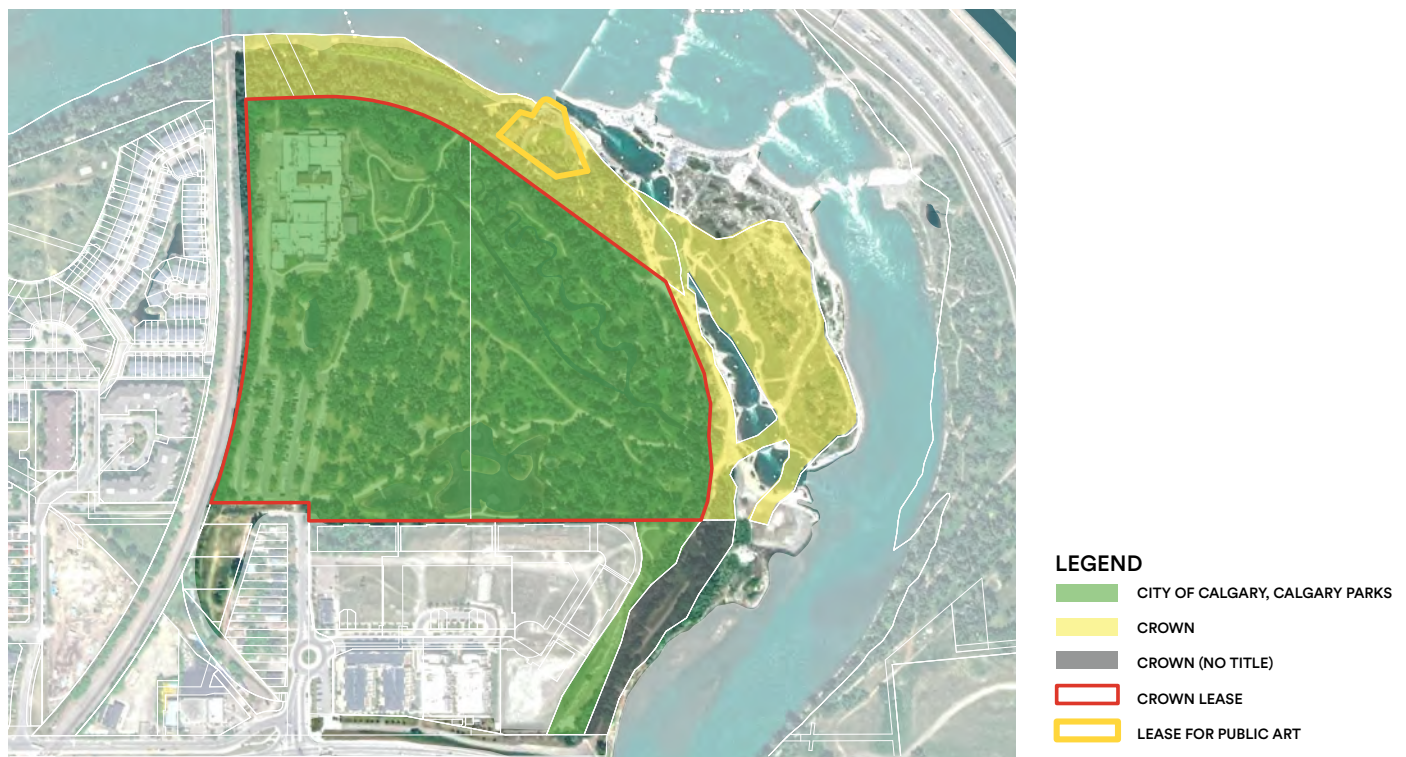 LEGEND
CITY OF CALGARY, CALGARY PARKS
CROWN
CROWN (NO TITLE)
CROWN LEASE
LEASE FOR PUBLIC ART